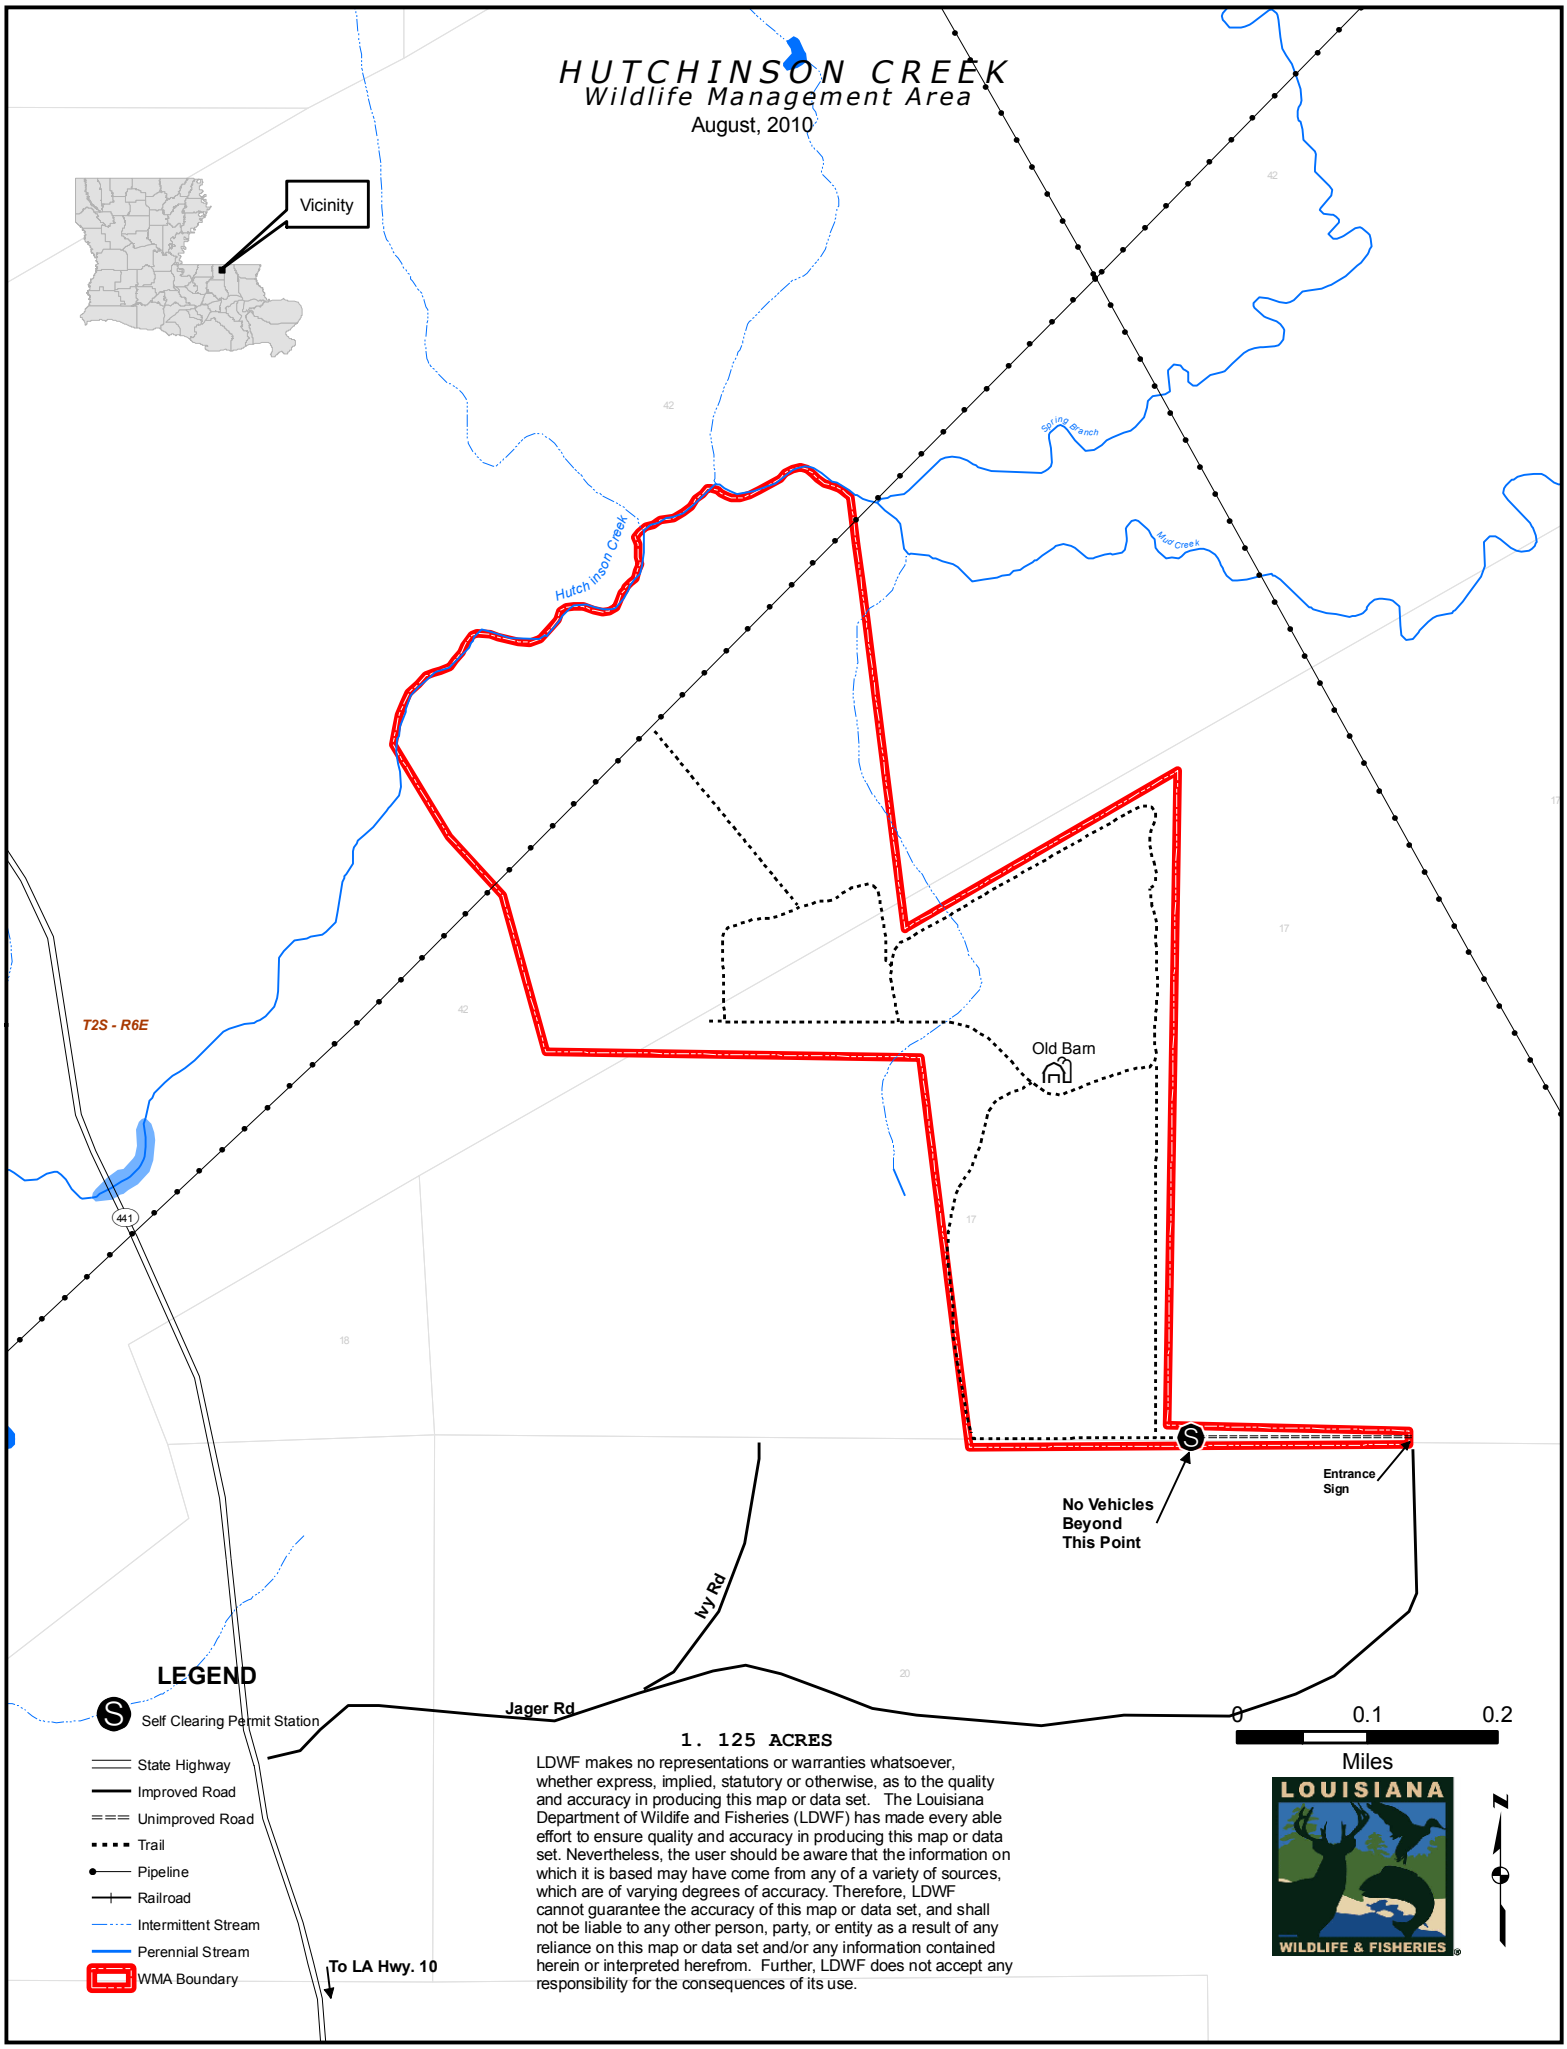 HUTCHINSON CREEK
Wildlife Management Area
August, 2010
42
Vicinity
42
Spring Branch
Mud Creek
Hutchinson Creek
17
17
42
T2S - R6E
Old Barn
441
17
18
S
Entrance
Sign
No Vehicles
Beyond
This Point
Ivy Rd
20
Jager Rd
LEGEND
S Self Clearing Permit Station
State Highway
Improved Road
Unimproved Road
Trail
Pipeline
Railroad
Intermittent Stream
Perennial Stream
WMA Boundary
To LA Hwy. 10
1. 125 ACRES
LDWF makes no representations or warranties whatsoever,
whether express, implied, statutory or otherwise, as to the quality
and accuracy in producing this map or data set. The Louisiana
Department of Wildife and Fisheries (LDWF) has made every able
effort to ensure quality and accuracy in producing this map or data
set. Nevertheless, the user should be aware that the information on
which it is based may have come from any of a variety of sources,
which are of varying degrees of accuracy. Therefore, LDWF
cannot guarantee the accuracy of this map or data set, and shall
not be liable to any other person, party, or entity as a result of any
reliance on this map or data set and/or any information contained
herein or interpreted herefrom. Further, LDWF does not accept any
responsibility for the consequences of its use.
0 0.1 0.2
Miles
LOUISIANA
WILDLIFE & FISHERIES ®
N